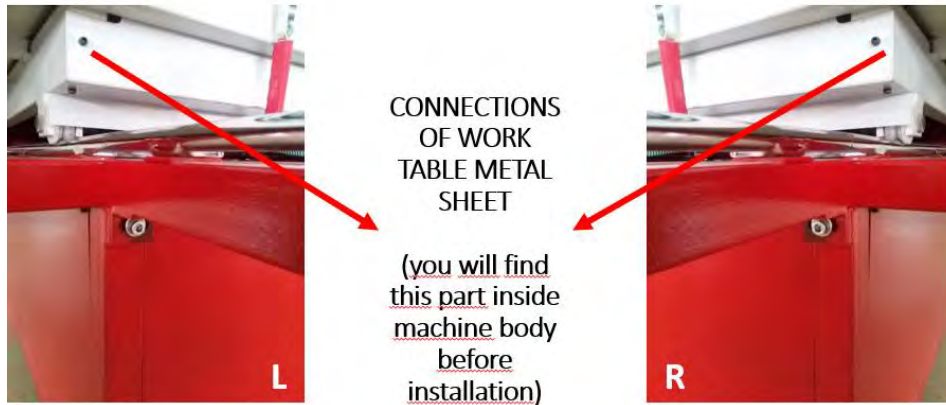 CONNECTIONS
OF WORK
TABLE METAL
SHEET
(you will find
this part inside
machine body
before
installation)
L
R